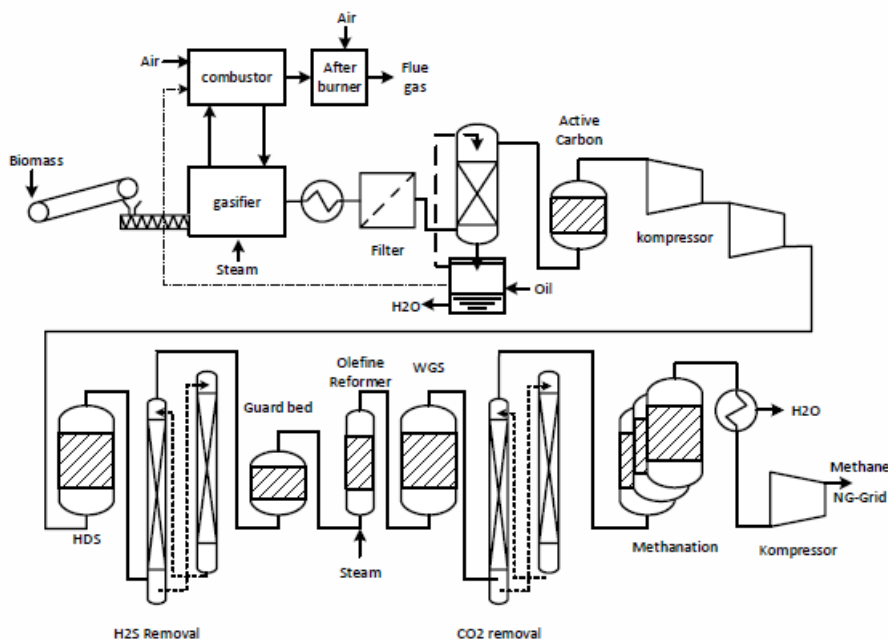 Air
Air
combustor
After
burner
Flue
gas
Active
Carbon
Biomass
gasifier
kompressor
Filter
Steam
Oil
H2O
Olefine
Reformer
WGS
Guard bed
H2O
Methane
NG-Grid
HDS
Steam
Methanation
Kompressor
H2S Removal
CO2 removal